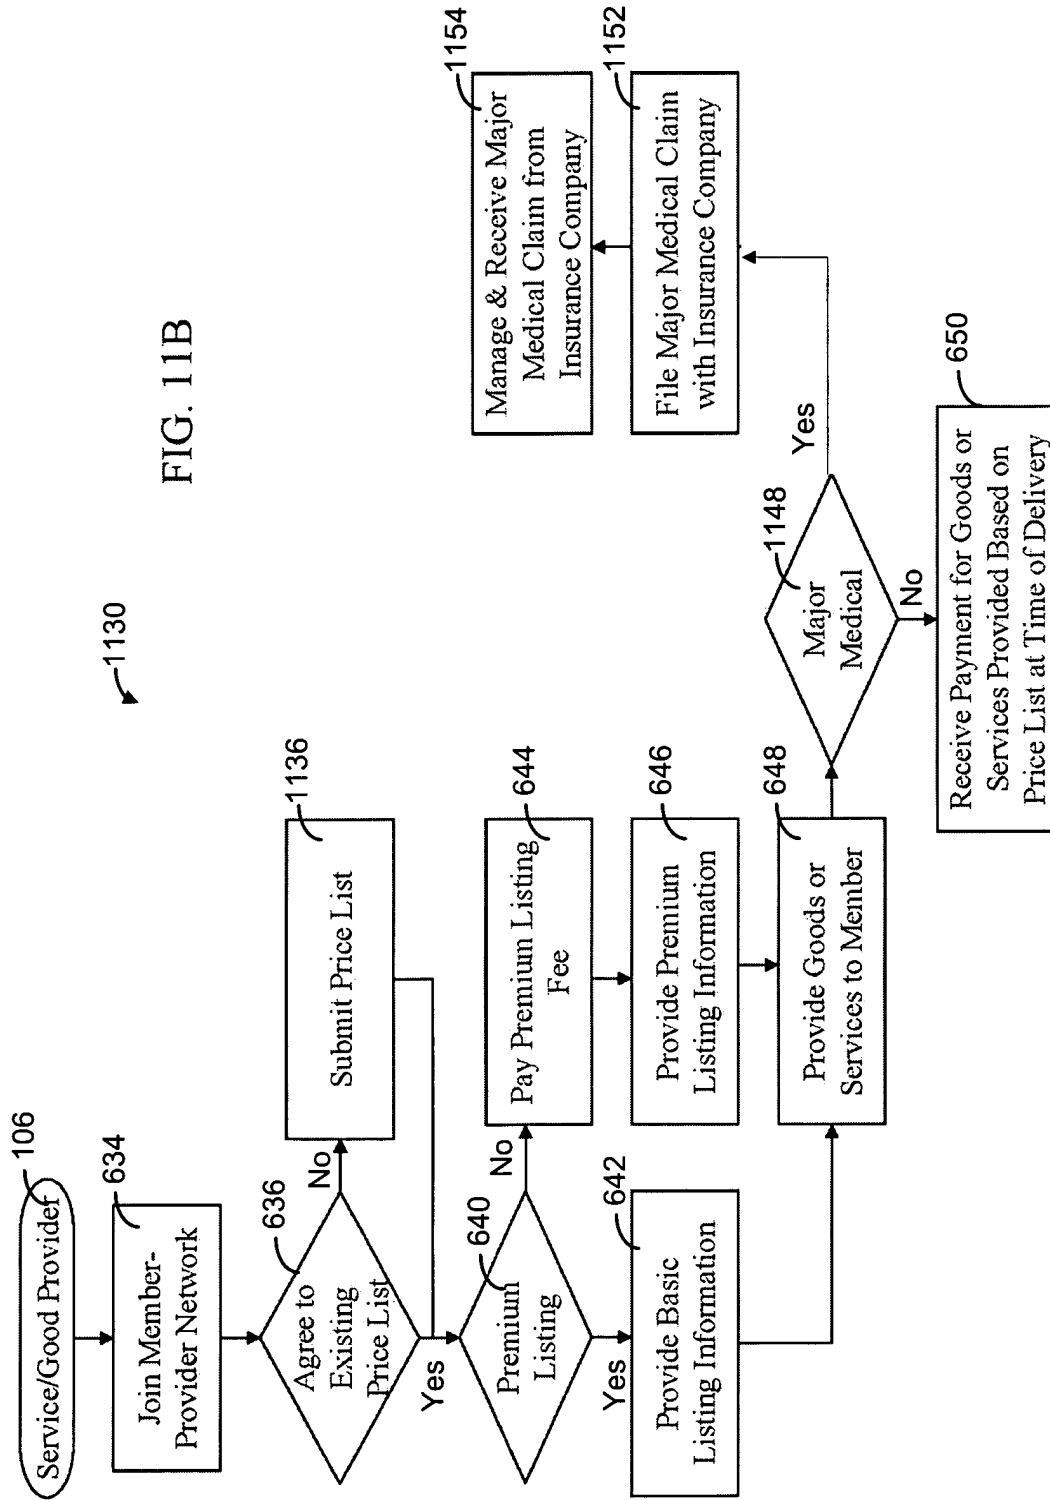 FIG. 11B
1130
106
Service/Good Provider
634
Join Member-
Provider Network
636
Agree to
Existing
Price List
No
Yes
1136
Submit Price List
640
Premium
Listing
No
Yes
644
Pay Premium Listing
Fee
646
Provide Premium
Listing Information
642
Provide Basic
Listing Information
648
Provide Goods or
Services to Member
1148
Major
Medical
Yes
No
1152
File Major Medical Claim
with Insurance Company
1154
Manage & Receive Major
Medical Claim from
Insurance Company
650
Receive Payment for Goods or
Services Provided Based on
Price List at Time of Delivery